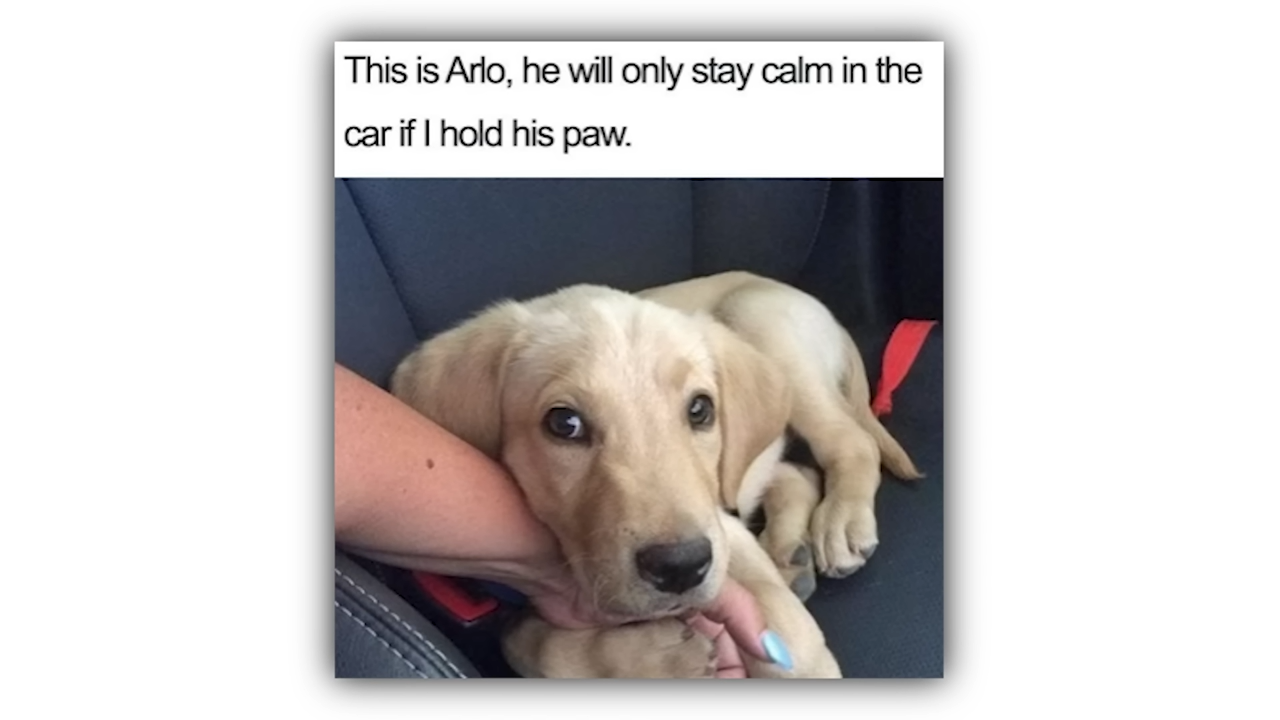 This is Arlo, he will only stay calm in the
car if I hold his paw.